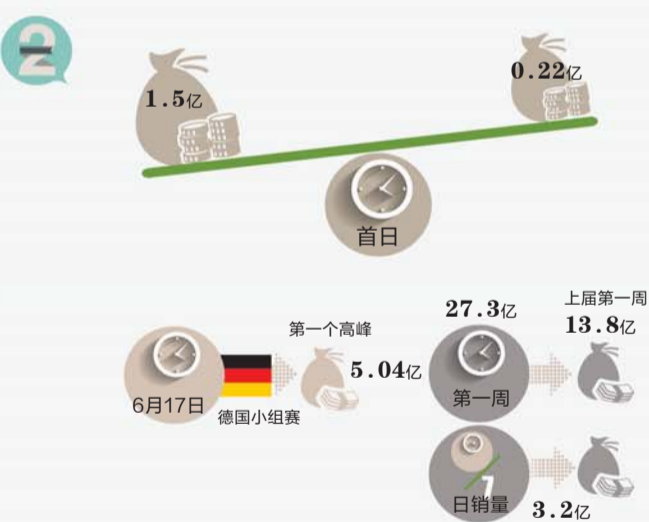 2
1.5亿
0.22亿
首日
第一个高峰
5.04亿
6月17日
德国小组赛
27.3亿
上届第一周
13.8亿
第一周
7
日销量
3.2亿